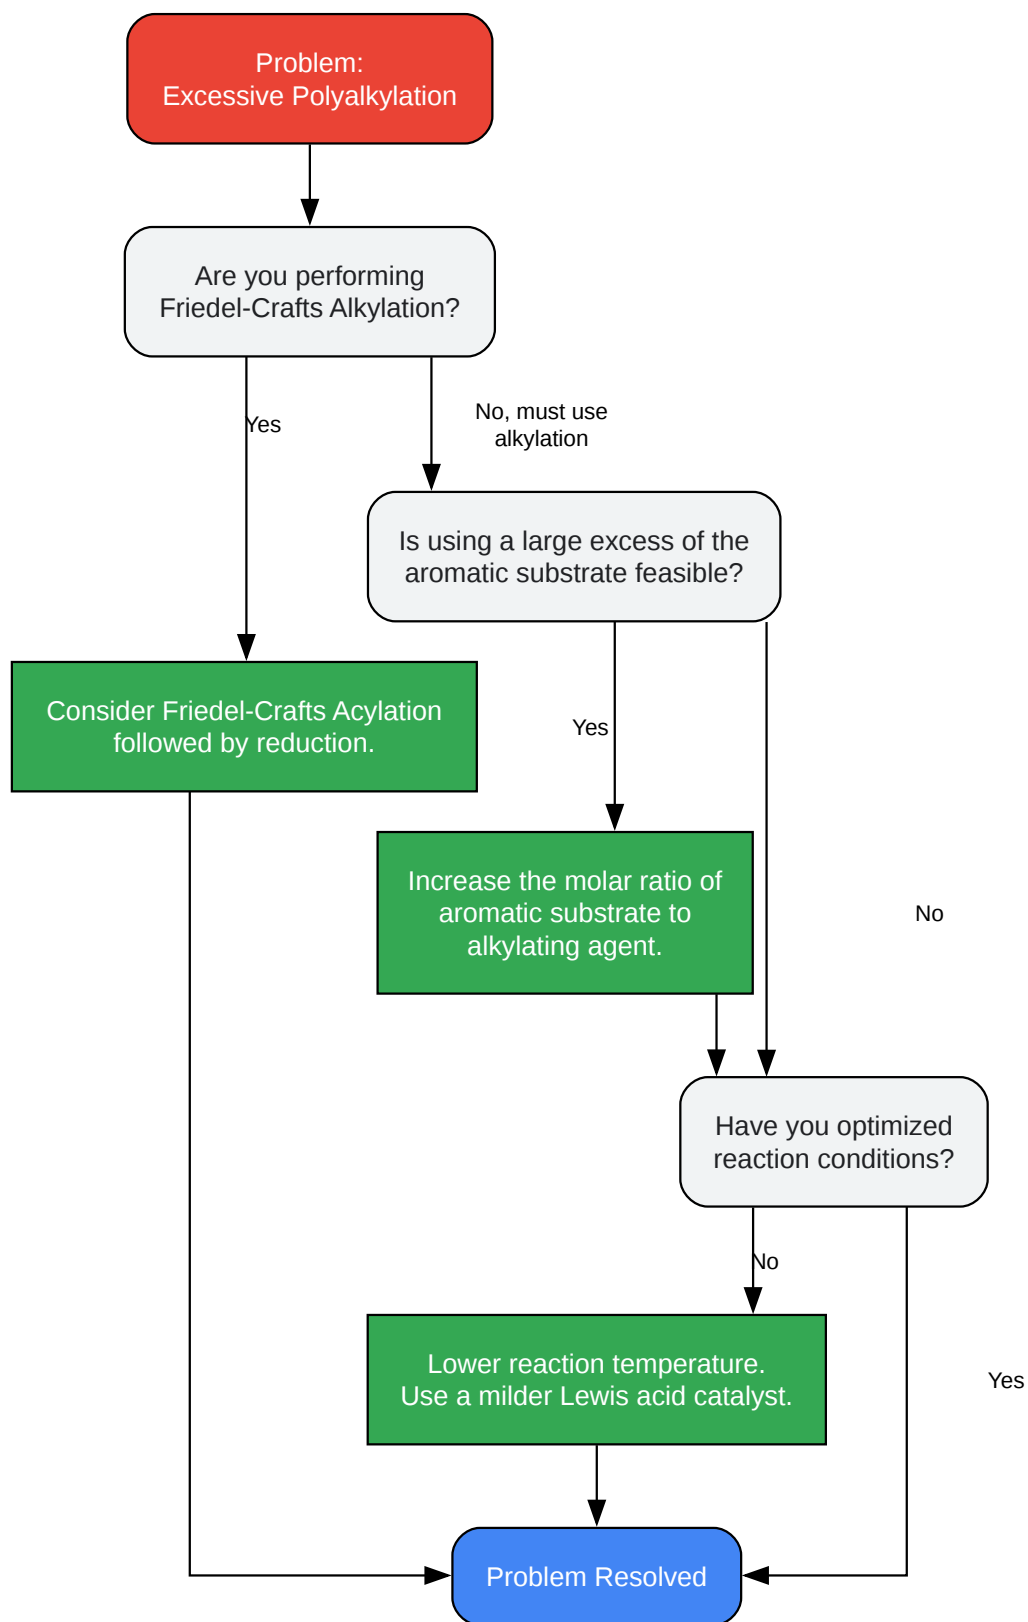 Problem:
Excessive Polyalkylation
Are you performing
Friedel-Crafts Alkylation?
Yes
No, must use
alkylation
Is using a large excess of the
aromatic substrate feasible?
Consider Friedel-Crafts Acylation
followed by reduction.
Yes
Increase the molar ratio of
aromatic substrate to
alkylating agent.
No
Have you optimized
reaction conditions?
No
Lower reaction temperature.
Use a milder Lewis acid catalyst.
Yes
Problem Resolved